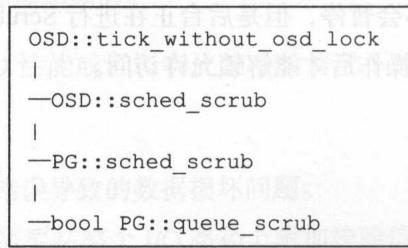 OSD::tick_without_osd_lock
—OSD::sched_scrub
|
—PG::sched_scrub
|
—bool PG::queue_scrub